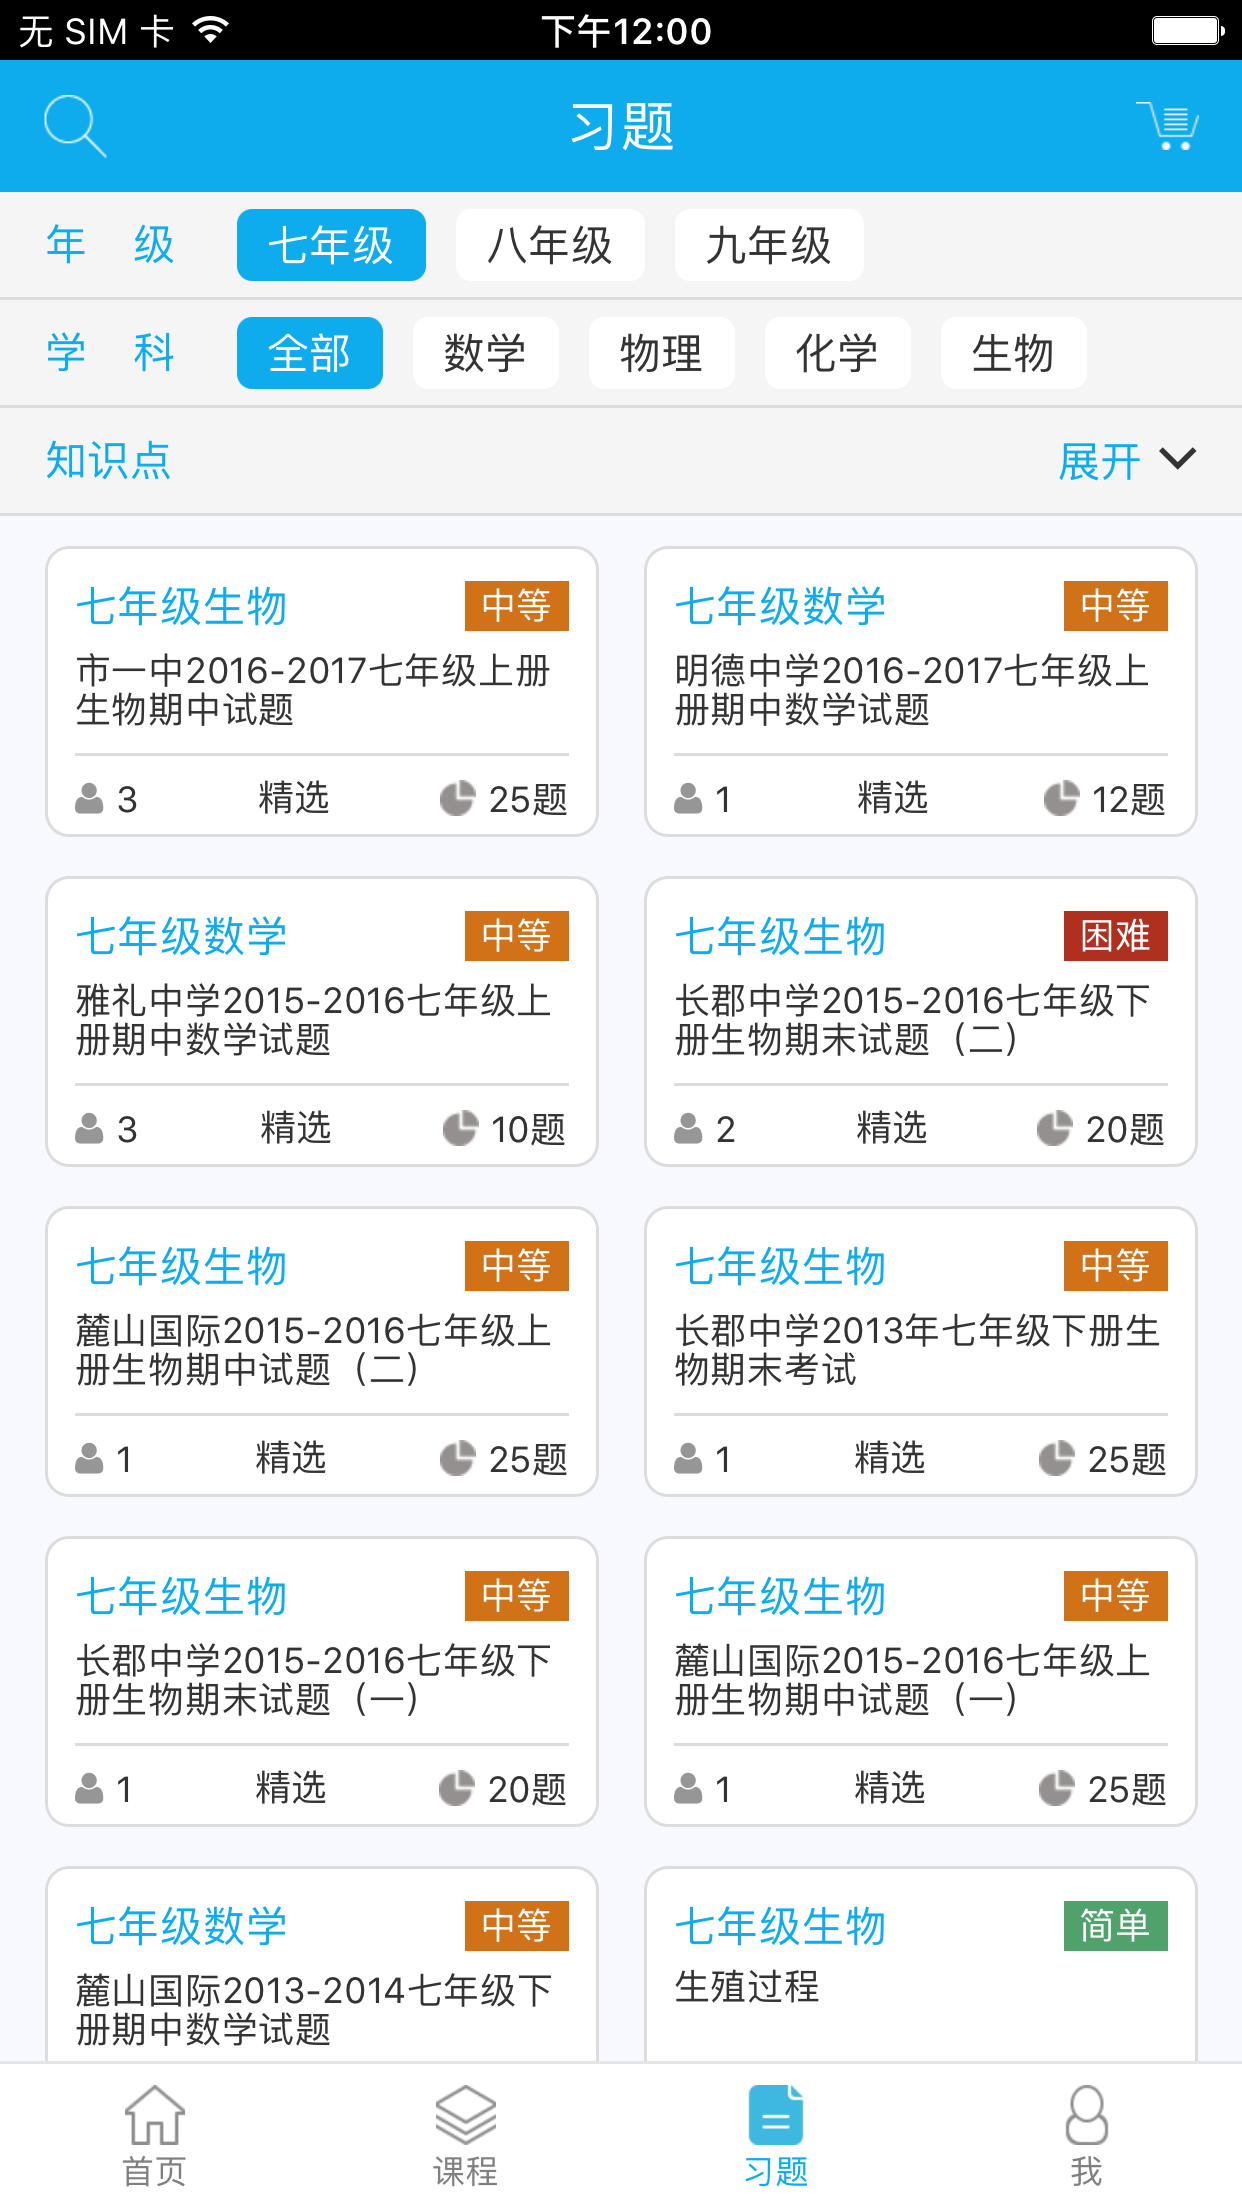 无 SIM 卡
下午12:00
习题
年 级
七年级
八年级
九年级
学 科
全部
数学
物理
化学
生物
知识点
展开
七年级生物
中等
市一中2016-2017七年级上册
生物期中试题
3
精选
25题
七年级数学
中等
明德中学2016-2017七年级上
册期中数学试题
1
精选
12题
七年级数学
中等
雅礼中学2015-2016七年级上
册期中数学试题
3
精选
10题
七年级生物
困难
长郡中学2015-2016七年级下
册生物期末试题（二）
2
精选
20题
七年级生物
中等
麓山国际2015-2016七年级上
册生物期中试题（二）
1
精选
25题
七年级生物
中等
长郡中学2013年七年级下册生
物期末考试
1
精选
25题
七年级生物
中等
长郡中学2015-2016七年级下
册生物期末试题（一）
1
精选
20题
七年级生物
中等
麓山国际2015-2016七年级上
册生物期中试题（一）
1
精选
25题
七年级数学
中等
麓山国际2013-2014七年级下
册期中数学试题
七年级生物
简单
生殖过程
首页
课程
习题
我